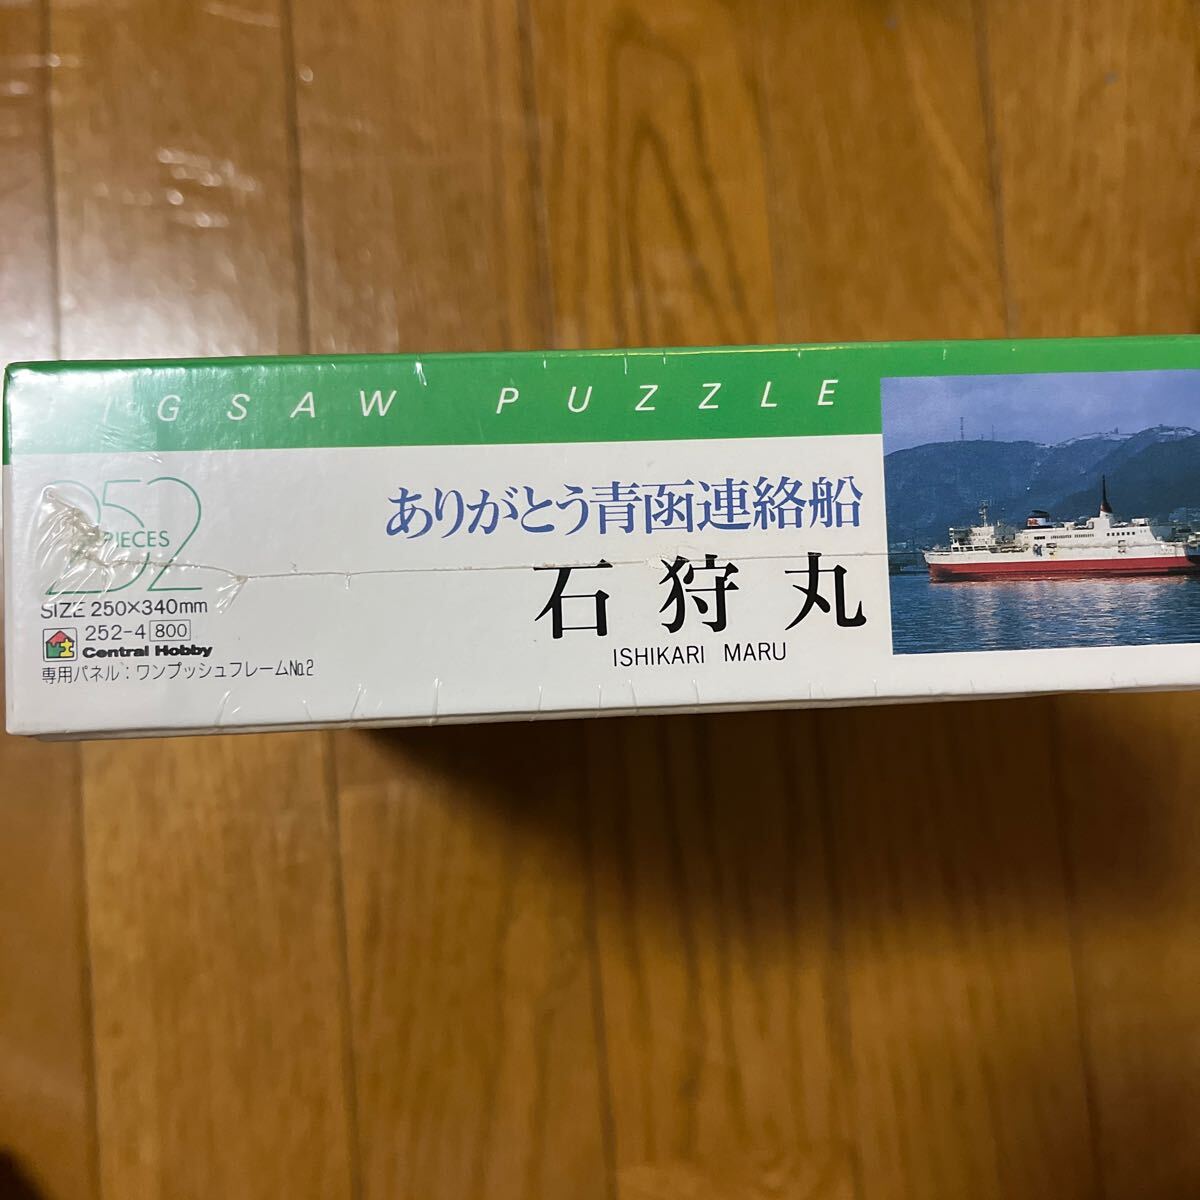 JIGSAW PUZZLE
252
PIECES
SIZE 250×340mm
252-4 800
Central Hobby
専用パネル：ワンプッシュフレームNo.2
ありがとう青函連絡船
石狩丸
ISHIKARI MARU